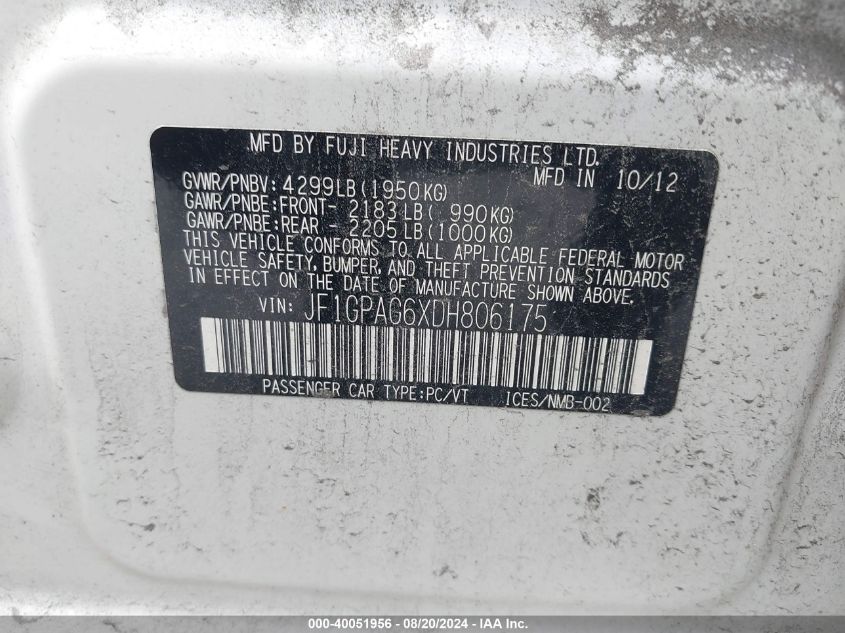 MFD BY FUJI HEAVY INDUSTRIES LTD.
MFD IN 10/12
GVWR/PNBV: 4299LB(1950KG)
GAWR/PNBE:FRONT- 2183LB( 990KG)
GAWR/PNBE:REAR - 2205LB(1000KG)
THIS VEHICLE CONFORMS TO ALL APPLICABLE FEDERAL MOTOR
VEHICLE SAFETY, BUMPER, AND THEFT PREVENTION STANDARDS
IN EFFECT ON THE DATE OF MANUFACTURE SHOWN ABOVE.
VIN: JF1GPAG6XDH806175
PASSENGER CAR TYPE:PC/VT ICES/NMB-002
000-40051956 - 08/20/2024 - IAA Inc.